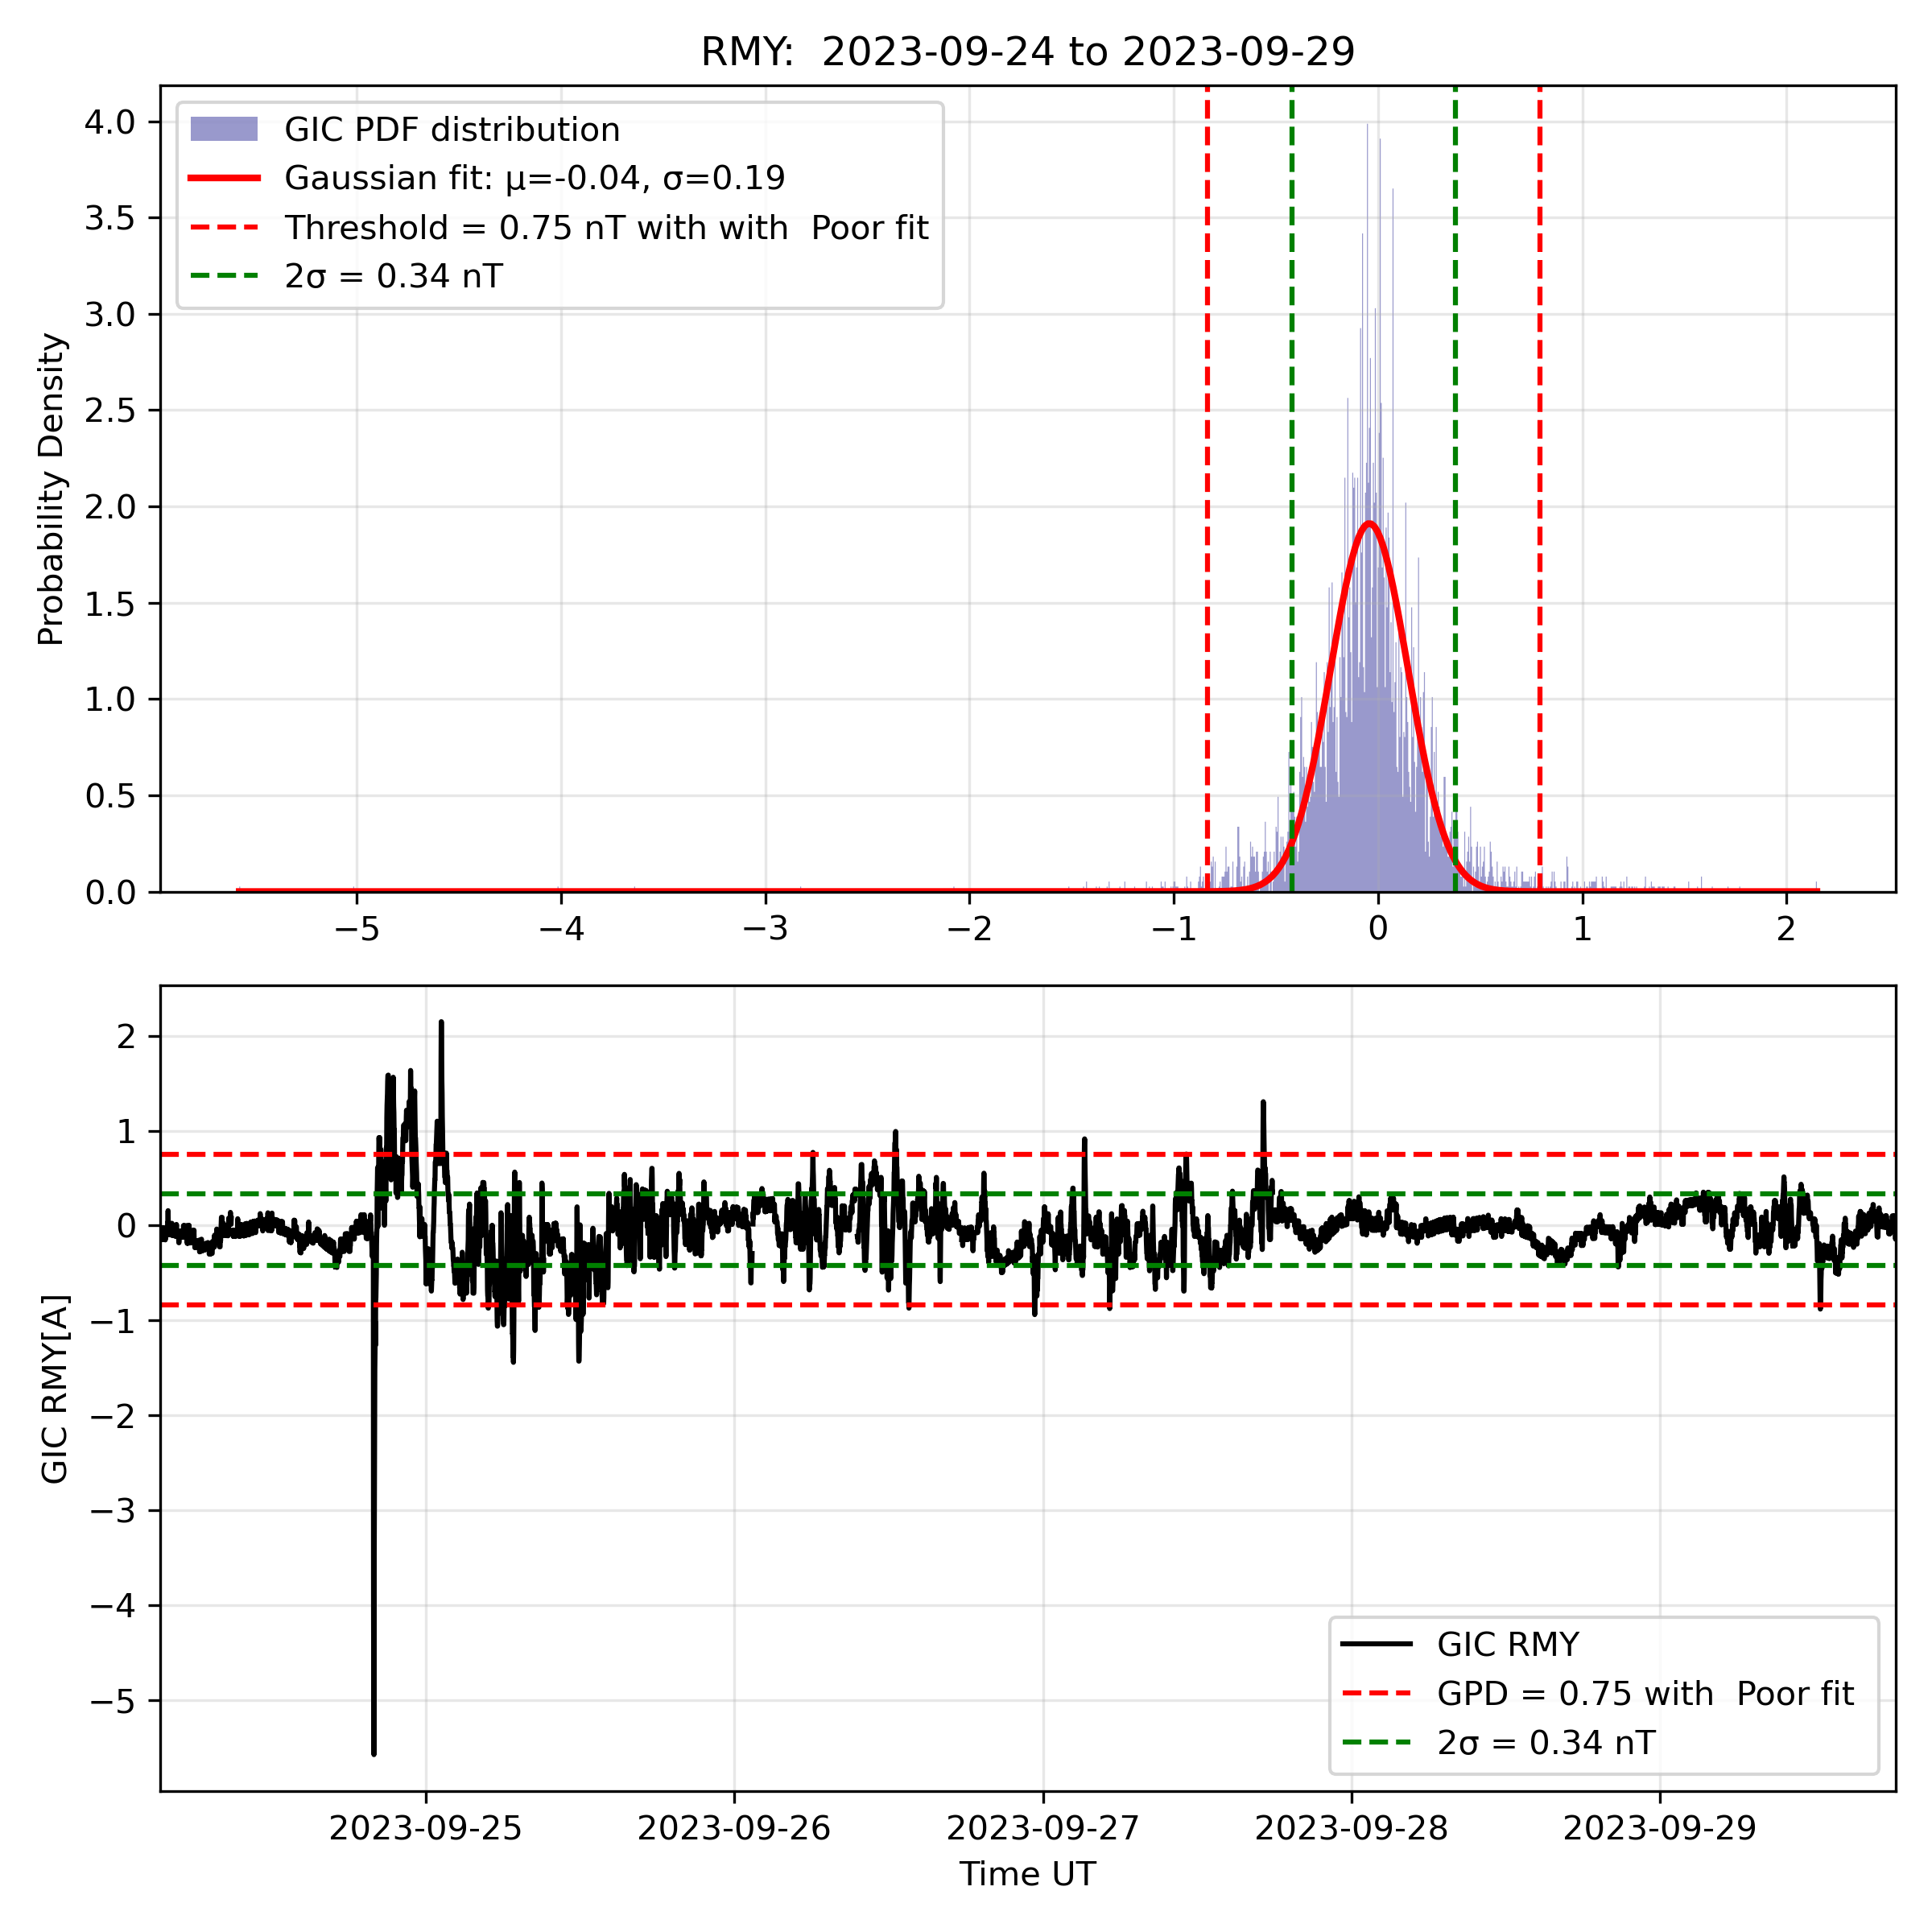 RMY:  2023-09-24 to 2023-09-29
GIC PDF distribution
Gaussian fit: μ=-0.04, σ=0.19
Threshold = 0.75 nT with with  Poor fit
2σ = 0.34 nT
Probability Density
4.0
3.5
3.0
2.5
2.0
1.5
1.0
0.5
0.0
−5 −4 −3 −2 −1 0 1 2
GIC RMY[A]
2
1
0
−1
−2
−3
−4
−5
GIC RMY
GPD = 0.75 with  Poor fit
2σ = 0.34 nT
2023-09-25 2023-09-26 2023-09-27 2023-09-28 2023-09-29
Time UT